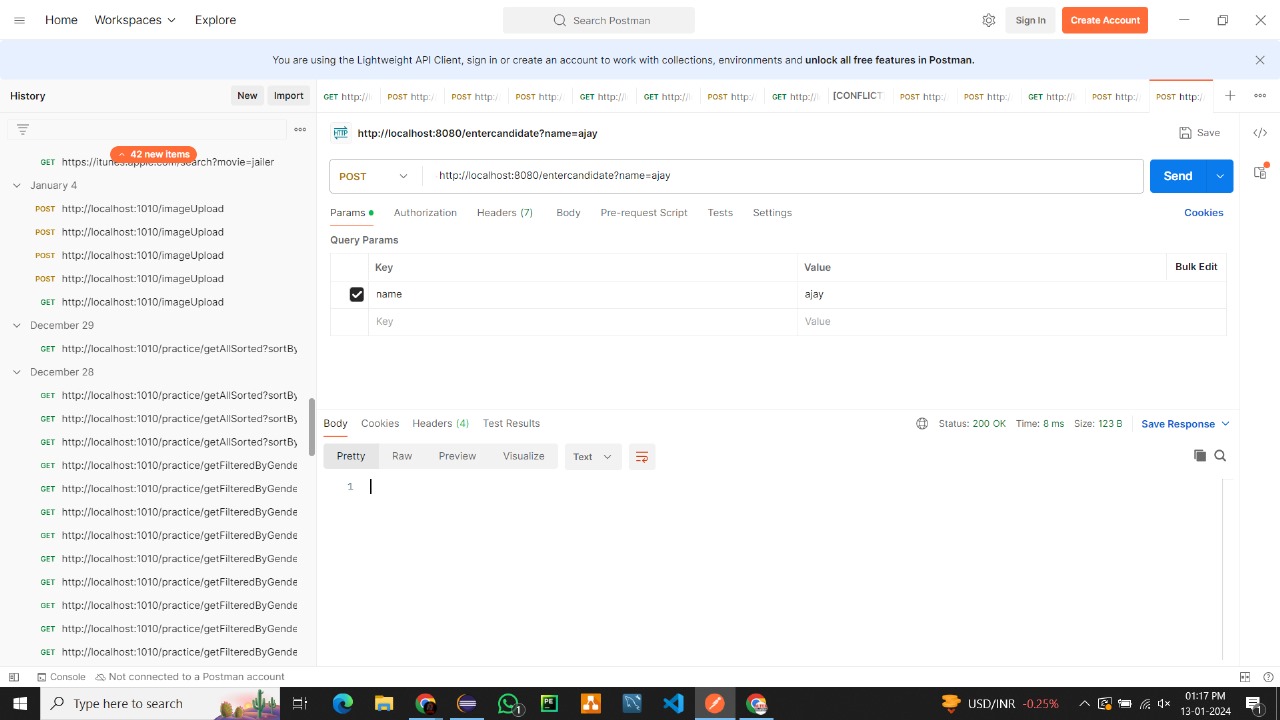 Home Workspaces Explore Search Postman Sign In Create Account
You are using the Lightweight API Client, sign in or create an account to work with collections, environments and unlock all free features in Postman.
History New Import
GET http://l POST http:/ POST http:/ POST http:/ GET http://l GET http://l POST http:/ GET http://l [CONFLICT] POST http:/ POST http:/ GET http://l POST http:/ POST http:/
HTTP http://localhost:8080/entercandidate?name=ajay Save
42 new items
GET https://itunes.apple.com/search?movie=jailer
January 4
POST http://localhost:1010/imageUpload
POST http://localhost:1010/imageUpload
POST http://localhost:1010/imageUpload
POST http://localhost:1010/imageUpload
GET http://localhost:1010/imageUpload
December 29
GET http://localhost:1010/practice/getAllSorted?sortBy
December 28
GET http://localhost:1010/practice/getAllSorted?sortBy
GET http://localhost:1010/practice/getAllSorted?sortBy
GET http://localhost:1010/practice/getAllSorted?sortBy
GET http://localhost:1010/practice/getFilteredByGende
GET http://localhost:1010/practice/getFilteredByGende
GET http://localhost:1010/practice/getFilteredByGende
GET http://localhost:1010/practice/getFilteredByGende
GET http://localhost:1010/practice/getFilteredByGende
GET http://localhost:1010/practice/getFilteredByGende
GET http://localhost:1010/practice/getFilteredByGende
GET http://localhost:1010/practice/getFilteredByGende
GET http://localhost:1010/practice/getFilteredByGende
POST http://localhost:8080/entercandidate?name=ajay Send
Params Authorization Headers (7) Body Pre-request Script Tests Settings Cookies
Query Params
Key Value Bulk Edit
name ajay
Key Value
Body Cookies Headers (4) Test Results Status: 200 OK Time: 8 ms Size: 123 B Save Response
Pretty Raw Preview Visualize Text
1
Console Not connected to a Postman account
Type here to search
1
PE
USD/INR -0.25%
01:17 PM
13-01-2024
1